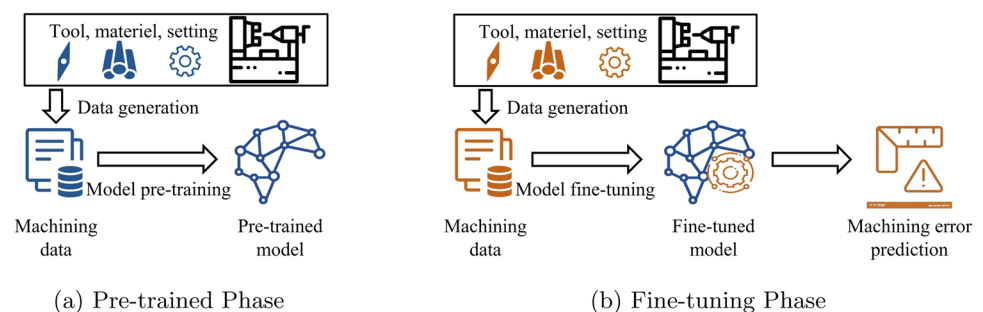 Tool, materiel, setting
Data generation
Model pre-training
Machining
data
Pre-trained
model
(a) Pre-trained Phase
Tool, materiel, setting
Data generation
Model fine-tuning
Machining
data
Fine-tuned
model
Machining error
prediction
(b) Fine-tuning Phase